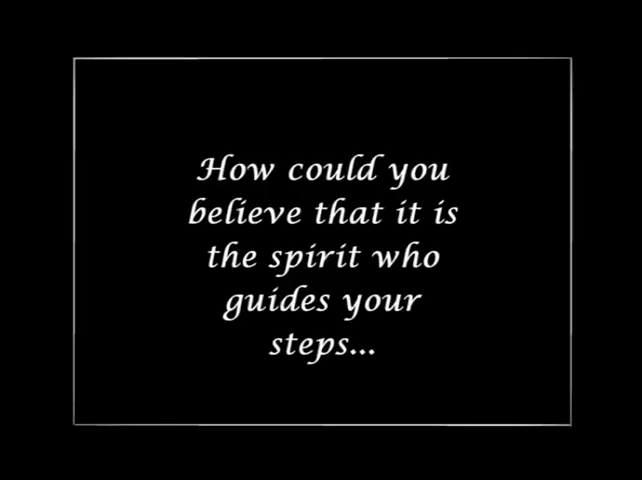 How could you
believe that it is
the spirit who
guides your
steps...